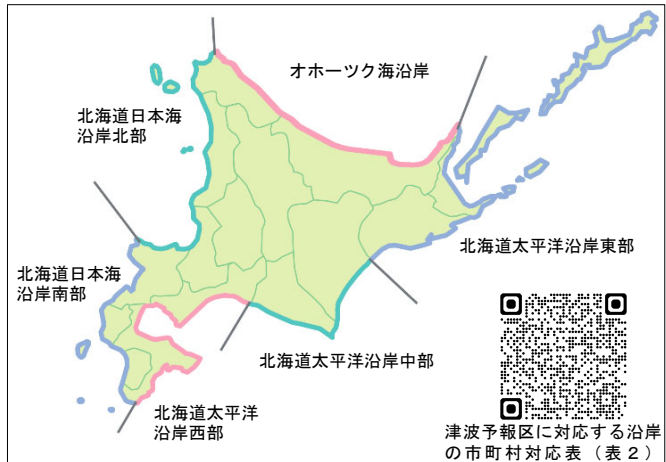 オホーツク海沿岸
北海道日本海
沿岸北部
北海道太平洋沿岸東部
北海道日本海
沿岸南部
北海道太平洋沿岸中部
北海道太平洋
沿岸西部
津波予報区に対応する沿岸
の市町村対応表（表２）